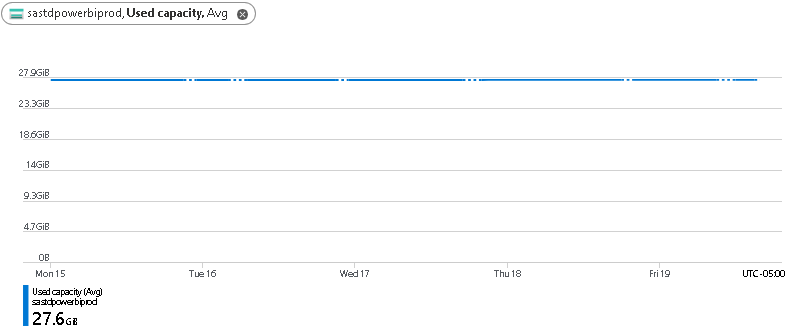 sastdpowerbiprod, Used capacity, Avg
27.9GiB
23.3GiB
18.6GiB
14GiB
9.3GiB
4.7GiB
0B
Mon 15 Tue 16 Wed 17 Thu 18 Fri 19 UTC-05:00
Used capacity (Avg)
sastdpowerbiprod
27.6GiB